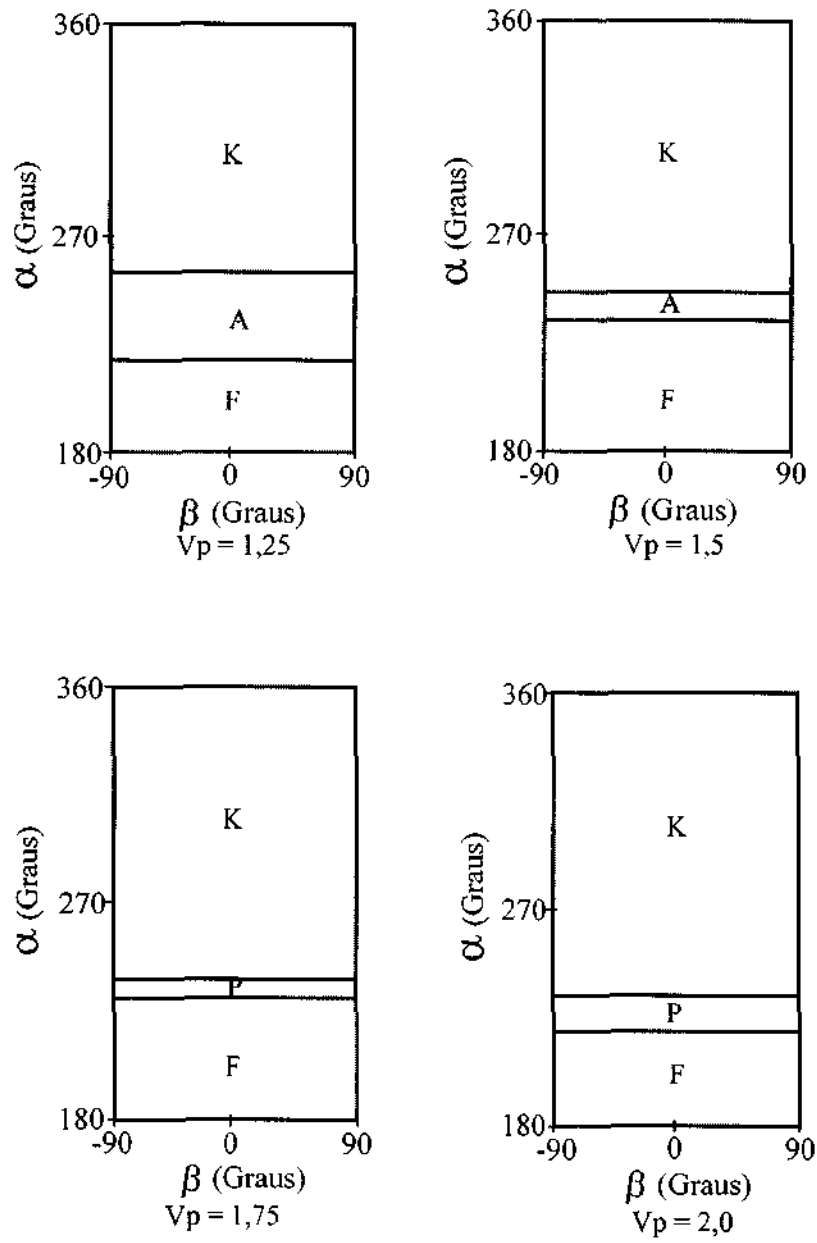 360
K
α (Graus)
270
A
F
180
-90 0 90
β (Graus)
Vp = 1,25
360
K
α (Graus)
270
A
F
180
-90 0 90
β (Graus)
Vp = 1,5
360
K
α (Graus)
270
P
F
180
-90 0 90
β (Graus)
Vp = 1,75
360
K
α (Graus)
270
P
F
180
-90 0 90
β (Graus)
Vp = 2,0